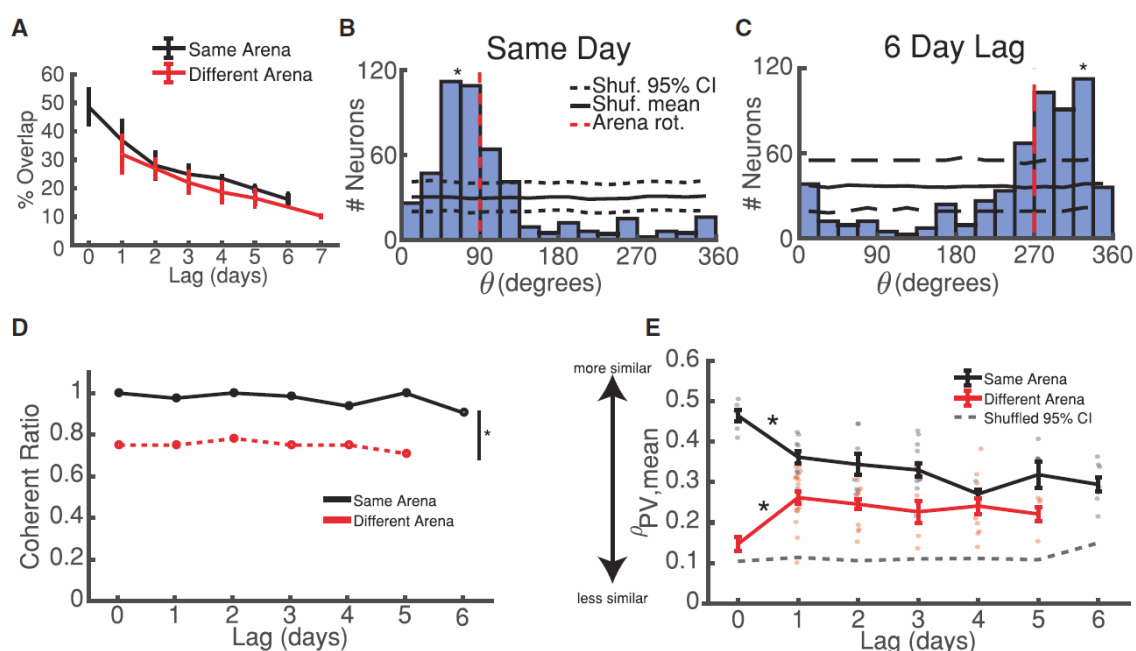 A
Same Arena
Different Arena
60
50
40
30
20
10
0
% Overlap
0 1 2 3 4 5 6 7
Lag (days)
B
Same Day
120
60
0
# Neurons
*
Shuf. 95% CI
Shuf. mean
Arena rot.
0 90 180 270 360
θ (degrees)
C
6 Day Lag
120
60
0
# Neurons
*
0 90 180 270 360
θ (degrees)
D
1
0.8
0.6
0.4
0.2
0
Coherent Ratio
*
Same Arena
Different Arena
0 1 2 3 4 5 6
Lag (days)
more similar
less similar
E
0.6
0.5
0.4
0.3
0.2
0.1
0
ρPV,mean
*
*
Same Arena
Different Arena
Shuffled 95% CI
0 1 2 3 4 5 6
Lag (days)